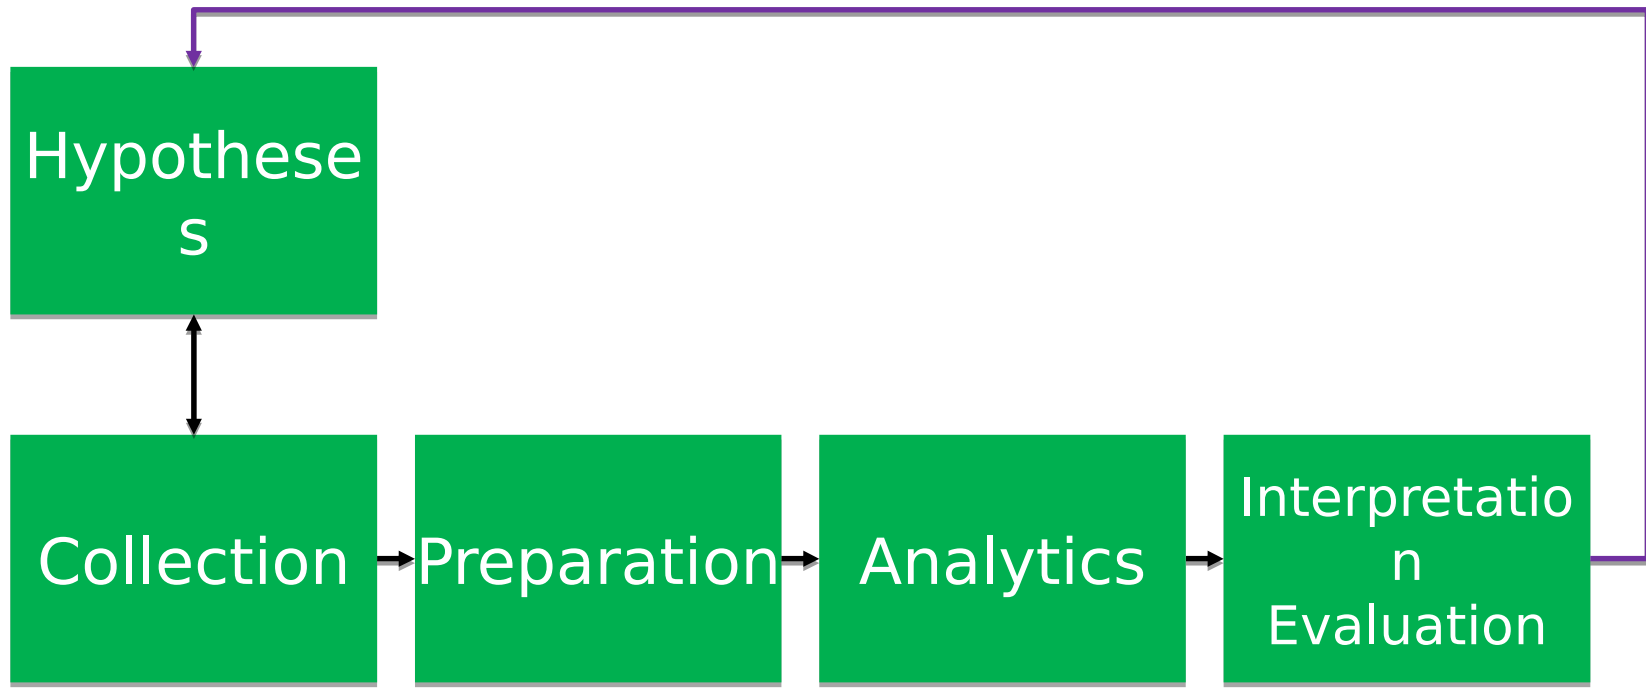 Hypothese
s
Collection
Preparation
Analytics
Interpretatio
n
Evaluation